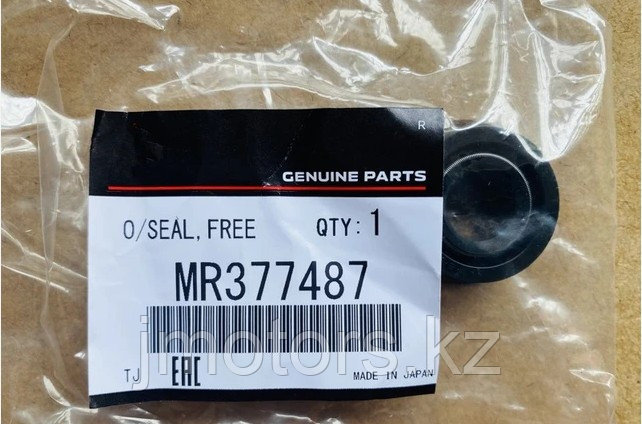 R
GENUINE PARTS
O/SEAL, FREE QTY: 1
MR377487
jmotors.kz
TJ EAC MADE IN JAPAN